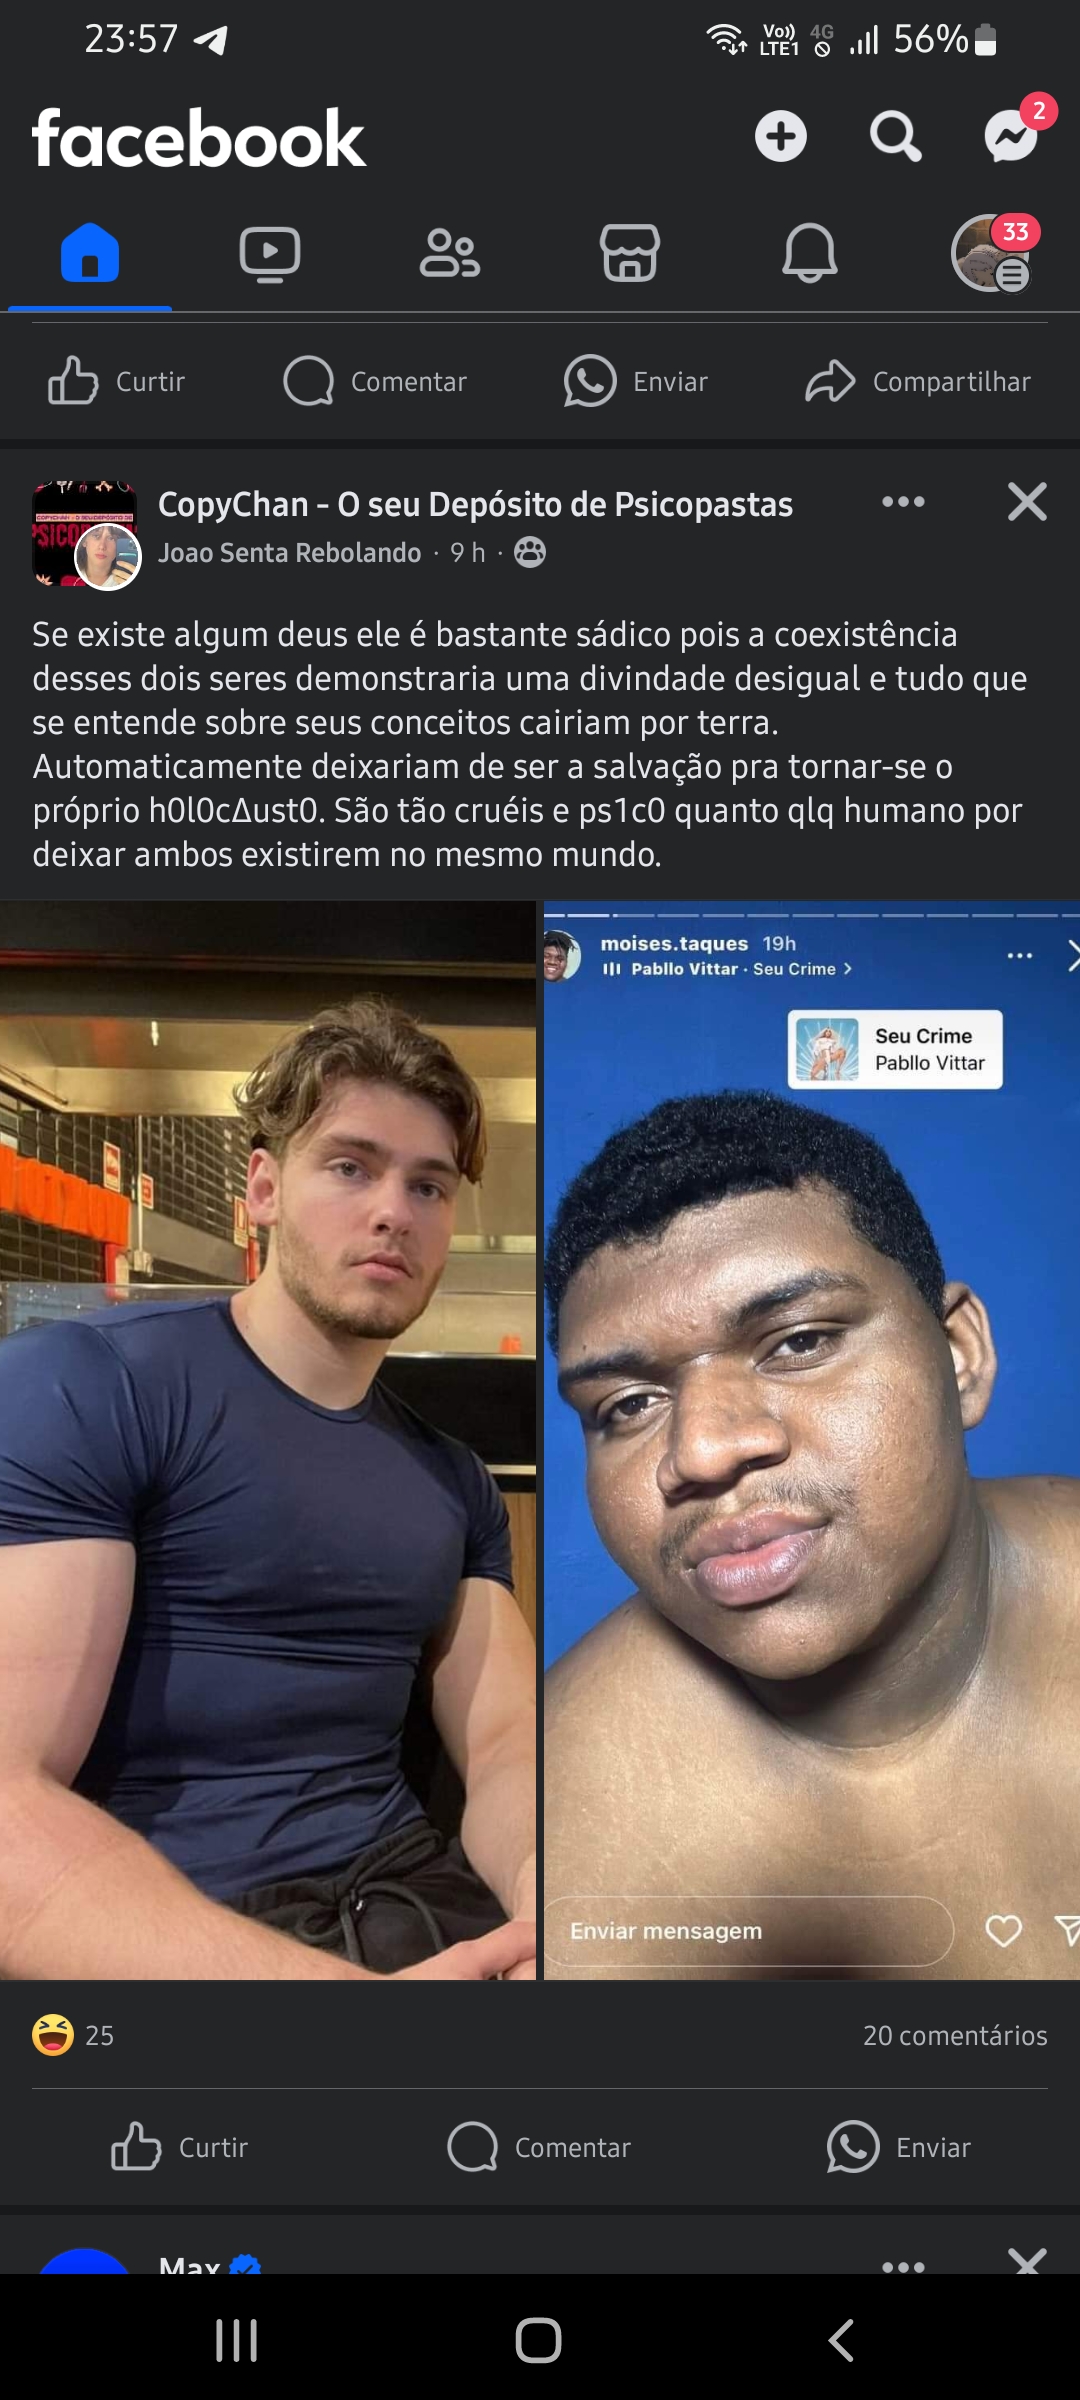 23:57
Vo)) LTE1 4G 56%
facebook
2
33
Curtir
Comentar
Enviar
Compartilhar
CopyChan - O seu Depósito de Psicopastas
Joao Senta Rebolando · 9 h ·
Se existe algum deus ele é bastante sádico pois a coexistência
desses dois seres demonstraria uma divindade desigual e tudo que
se entende sobre seus conceitos cairiam por terra.
Automaticamente deixariam de ser a salvação pra tornar-se o
próprio h0l0cΔust0. São tão cruéis e ps1c0 quanto qlq humano por
deixar ambos existirem no mesmo mundo.
moises.taques 19h
Pabllo Vittar · Seu Crime
Seu Crime
Pabllo Vittar
Enviar mensagem
25
20 comentários
Curtir
Comentar
Enviar
Max